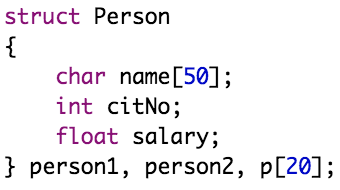 struct Person
{
    char name[50];
    int citNo;
    float salary;
} person1, person2, p[20];